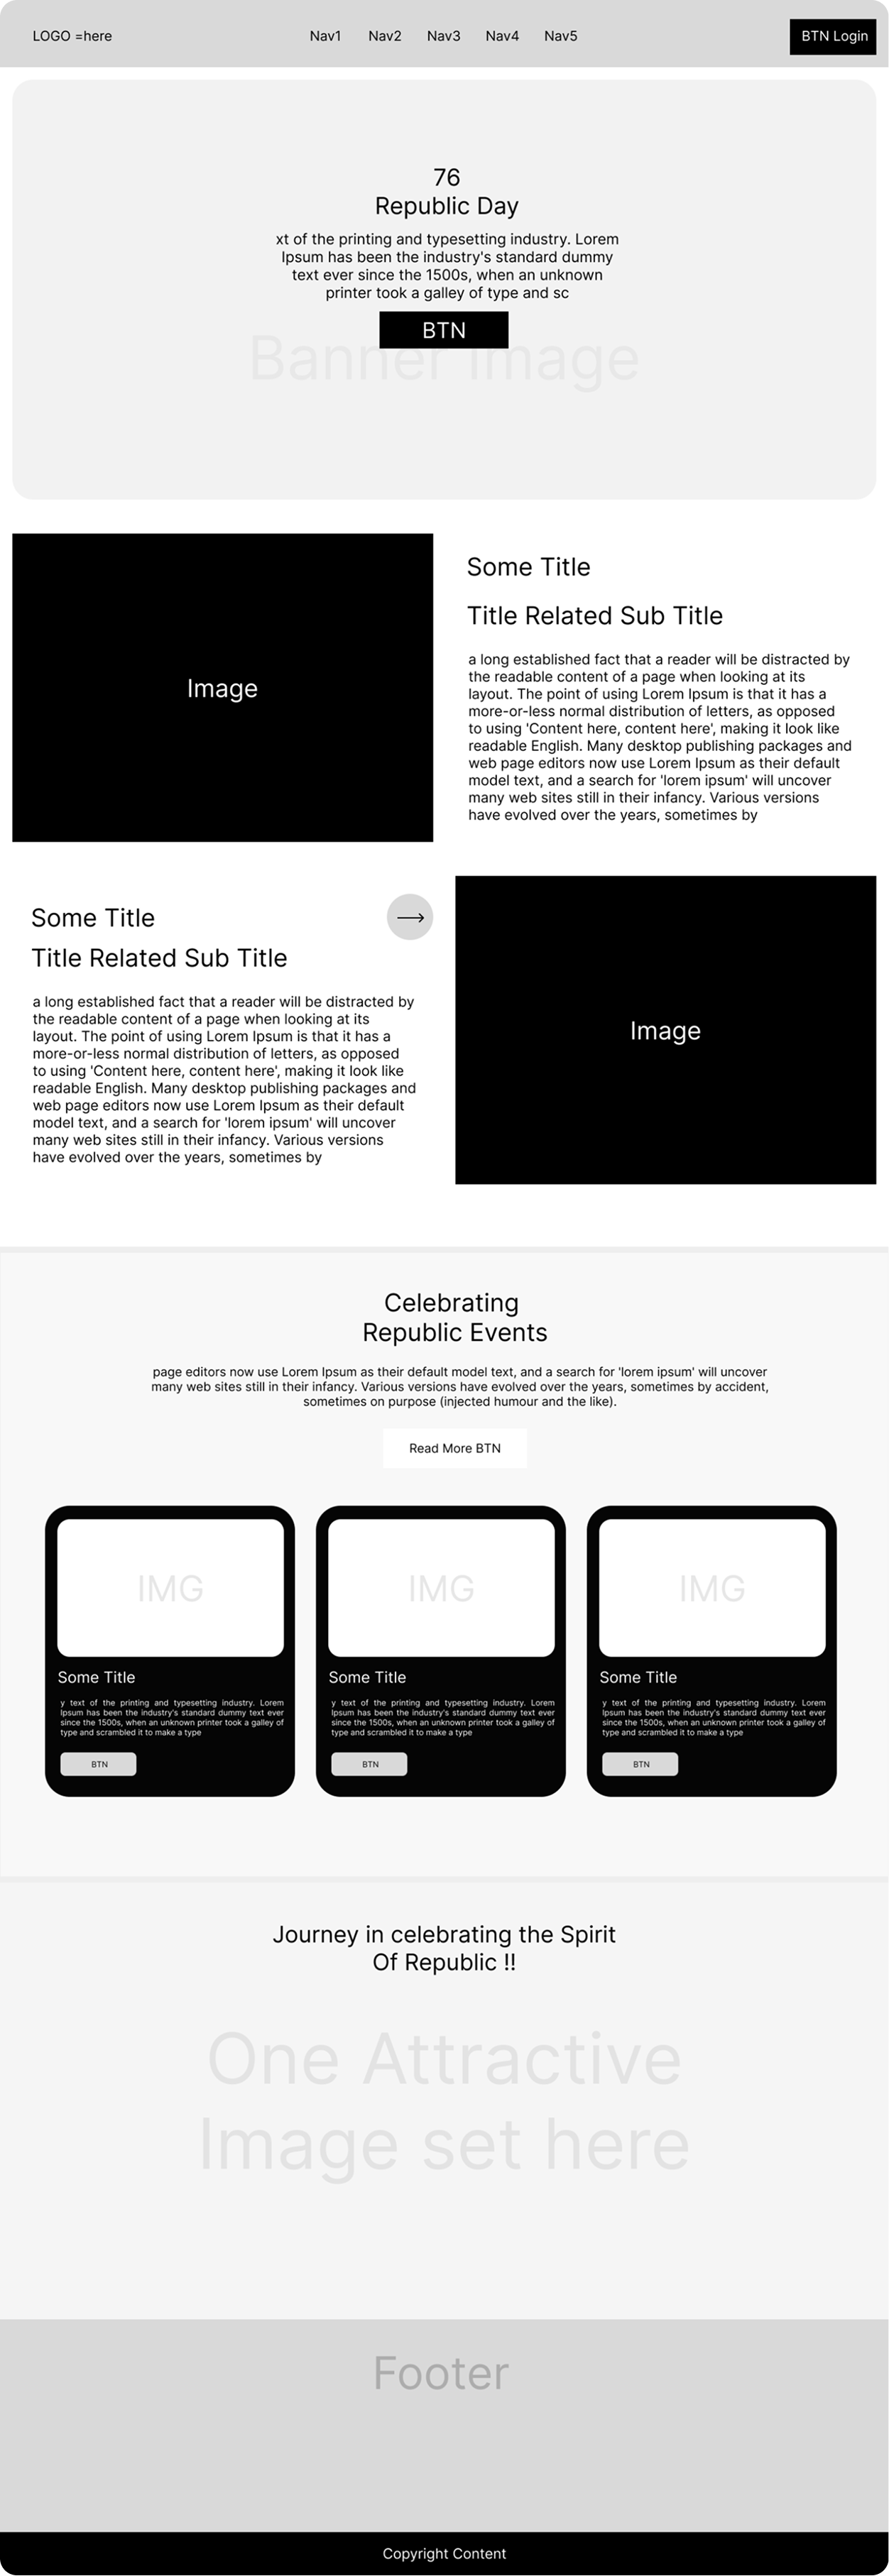 LOGO =here
Nav1
Nav2
Nav3
Nav4
Nav5
BTN Login
76
Republic Day
xt of the printing and typesetting industry. Lorem
Ipsum has been the industry's standard dummy
text ever since the 1500s, when an unknown
printer took a galley of type and sc
BTN
Banner Image
Image
Some Title
Title Related Sub Title
a long established fact that a reader will be distracted by
the readable content of a page when looking at its
layout. The point of using Lorem Ipsum is that it has a
more-or-less normal distribution of letters, as opposed
to using 'Content here, content here', making it look like
readable English. Many desktop publishing packages and
web page editors now use Lorem Ipsum as their default
model text, and a search for 'lorem ipsum' will uncover
many web sites still in their infancy. Various versions
have evolved over the years, sometimes by
Some Title
Title Related Sub Title
a long established fact that a reader will be distracted by
the readable content of a page when looking at its
layout. The point of using Lorem Ipsum is that it has a
more-or-less normal distribution of letters, as opposed
to using 'Content here, content here', making it look like
readable English. Many desktop publishing packages and
web page editors now use Lorem Ipsum as their default
model text, and a search for 'lorem ipsum' will uncover
many web sites still in their infancy. Various versions
have evolved over the years, sometimes by
Image
Celebrating
Republic Events
page editors now use Lorem Ipsum as their default model text, and a search for 'lorem ipsum' will uncover
many web sites still in their infancy. Various versions have evolved over the years, sometimes by accident,
sometimes on purpose (injected humour and the like).
Read More BTN
IMG
Some Title
y text of the printing and typesetting industry. Lorem
Ipsum has been the industry's standard dummy text ever
since the 1500s, when an unknown printer took a galley of
type and scrambled it to make a type
BTN
IMG
Some Title
y text of the printing and typesetting industry. Lorem
Ipsum has been the industry's standard dummy text ever
since the 1500s, when an unknown printer took a galley of
type and scrambled it to make a type
BTN
IMG
Some Title
y text of the printing and typesetting industry. Lorem
Ipsum has been the industry's standard dummy text ever
since the 1500s, when an unknown printer took a galley of
type and scrambled it to make a type
BTN
Journey in celebrating the Spirit
Of Republic !!
One Attractive
Image set here
Footer
Copyright Content